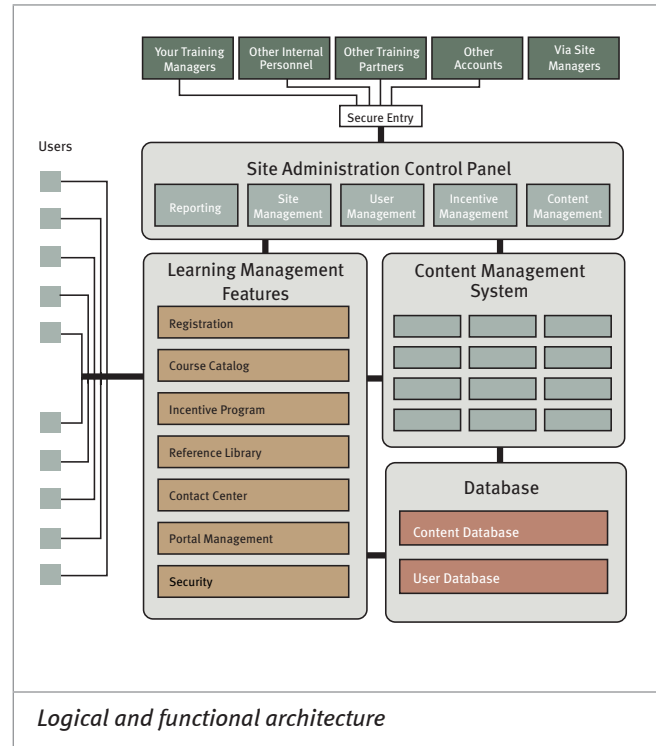 Your Training
Managers
Other Internal
Personnel
Other Training
Partners
Other
Accounts
Via Site
Managers
Secure Entry
Users
Site Administration Control Panel
Reporting
Site
Management
User
Management
Incentive
Management
Content
Management
Learning Management
Features
Registration
Course Catalog
Incentive Program
Reference Library
Contact Center
Portal Management
Security
Content Management
System
Database
Content Database
User Database
Logical and functional architecture